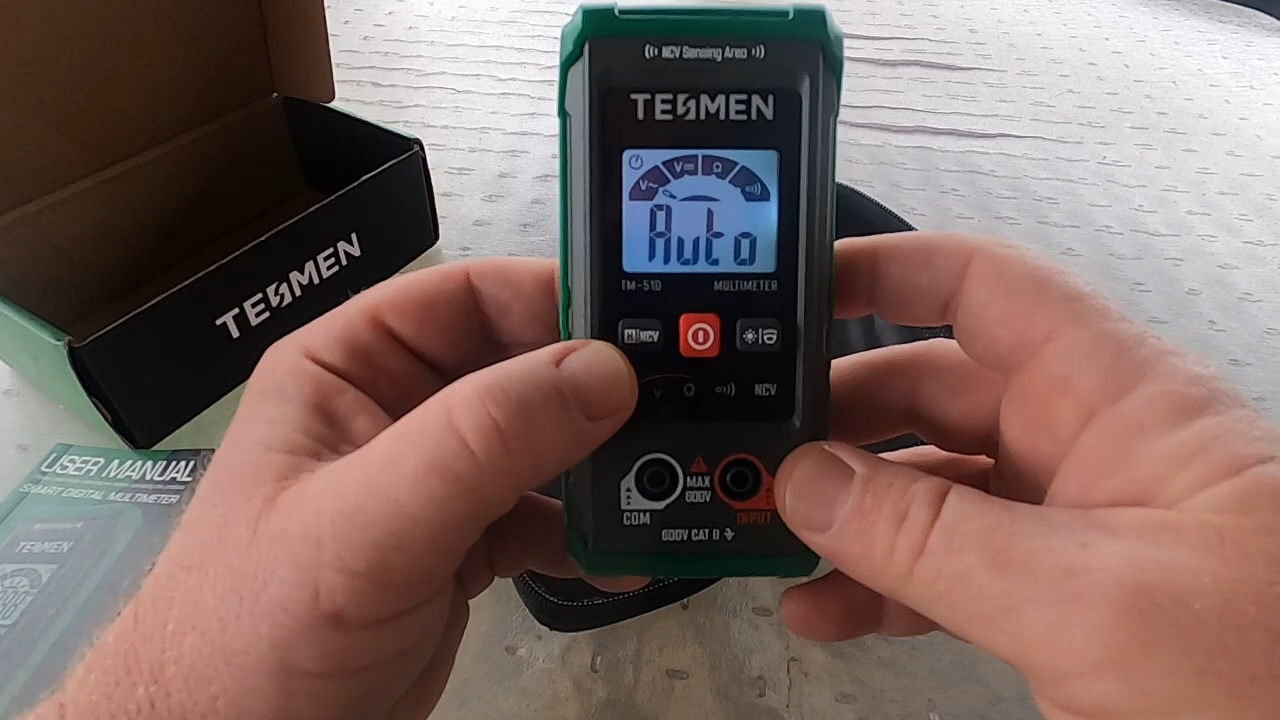 NCV Sensing Area
TESMEN
V~ V Ω
Auto
TM-510 MULTIMETER
H NCV
V Ω NCV
MAX
600V
COM INPUT
600V CAT II
TESMEN
USER MANUAL
SMART DIGITAL MULTIMETER
TESMEN